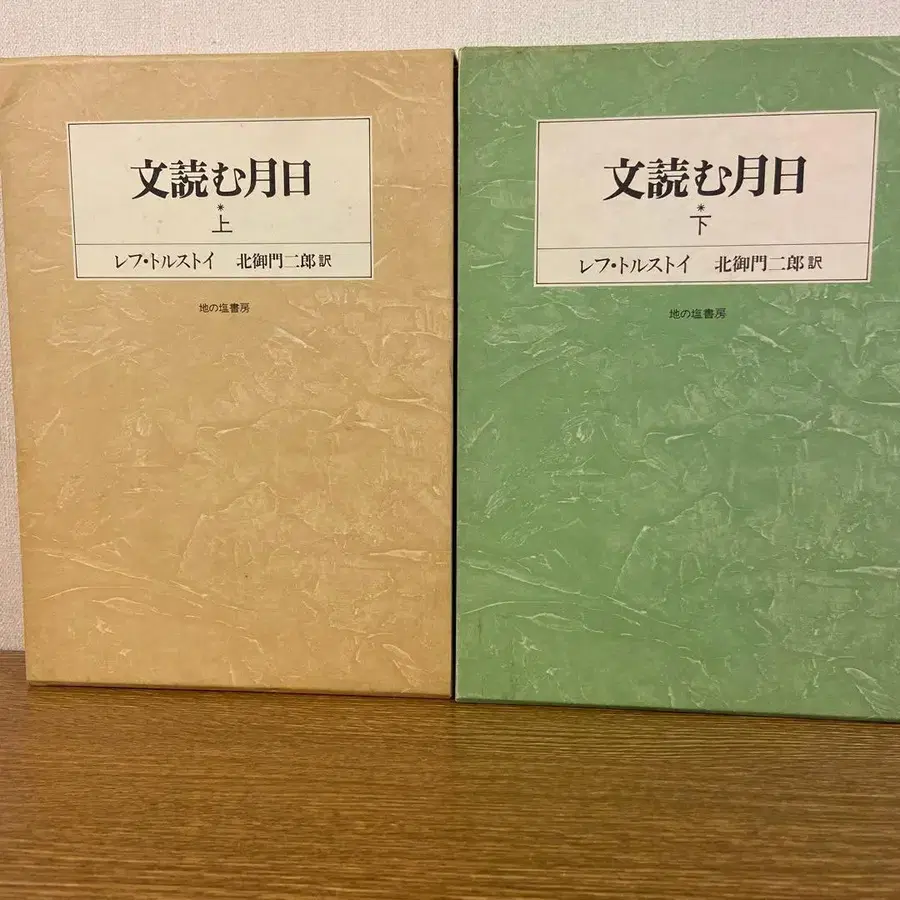 文読む月日
*
上
レフ・トルストイ 北御門二郎 訳
地の塩書房
文読む月日
*
下
レフ・トルストイ 北御門二郎 訳
地の塩書房